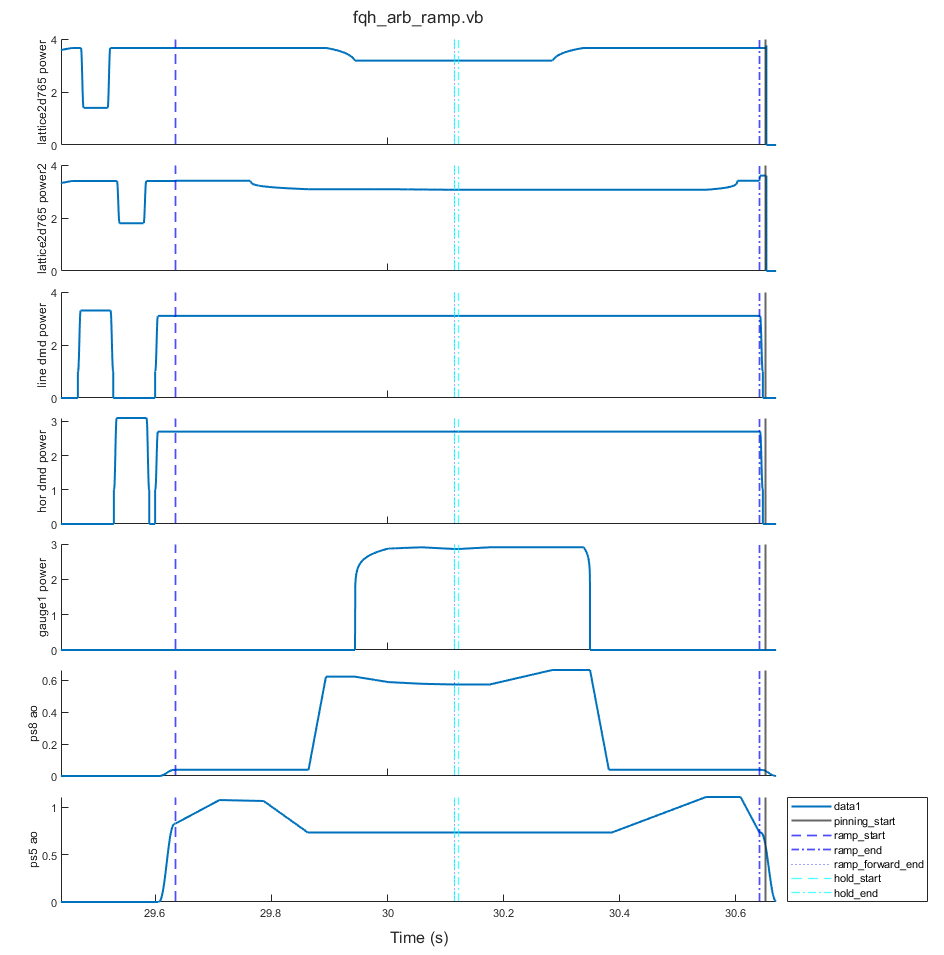 fqh_arb_ramp.vb
4
2
0
lattice2d765 power
4
2
0
lattice2d765 power2
4
2
0
line dmd power
3
2
1
0
hor dmd power
3
2
1
0
gauge1 power
0.6
0.4
0.2
0
ps8 ao
1
0.5
0
ps5 ao
29.6 29.8 30 30.2 30.4 30.6
Time (s)
data1
pinning_start
ramp_start
ramp_end
ramp_forward_end
hold_start
hold_end